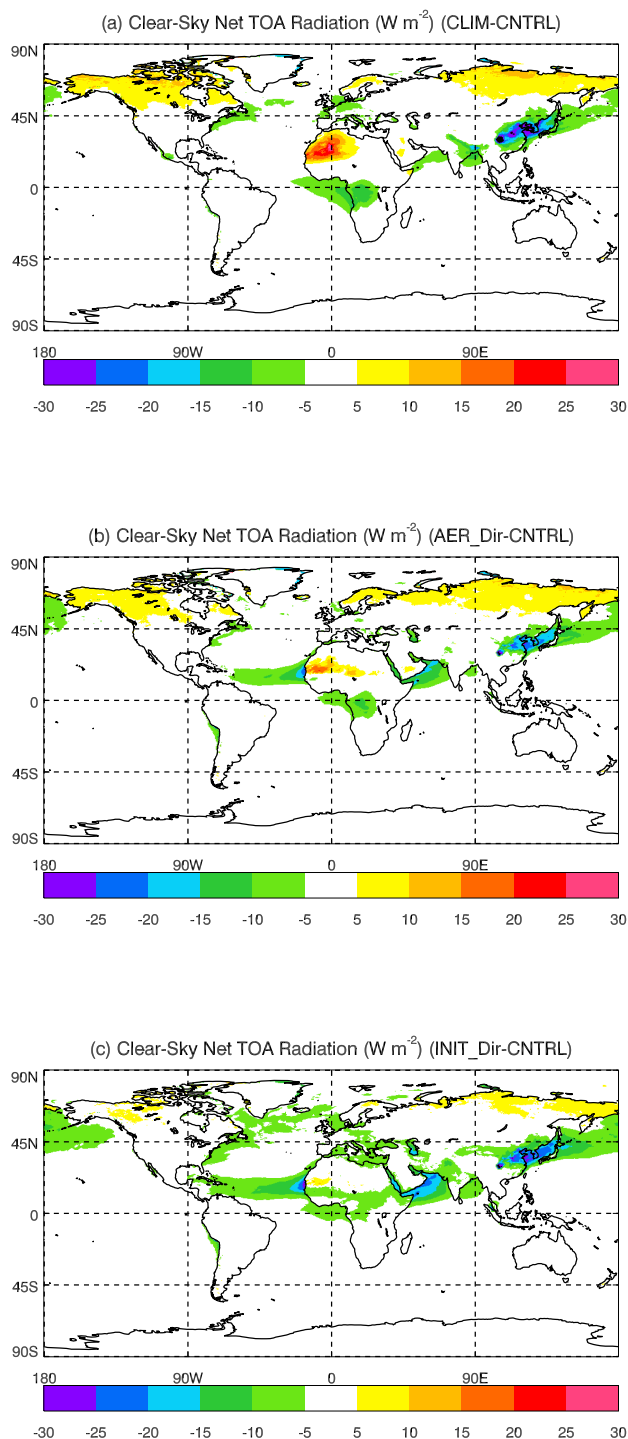 (a) Clear-Sky Net TOA Radiation (W m-2) (CLIM-CNTRL)
90N
45N
0
45S
90S
180 90W 0 90E
-30 -25 -20 -15 -10 -5 5 10 15 20 25 30
(b) Clear-Sky Net TOA Radiation (W m-2) (AER_Dir-CNTRL)
90N
45N
0
45S
90S
180 90W 0 90E
-30 -25 -20 -15 -10 -5 5 10 15 20 25 30
(c) Clear-Sky Net TOA Radiation (W m-2) (INIT_Dir-CNTRL)
90N
45N
0
45S
90S
180 90W 0 90E
-30 -25 -20 -15 -10 -5 5 10 15 20 25 30